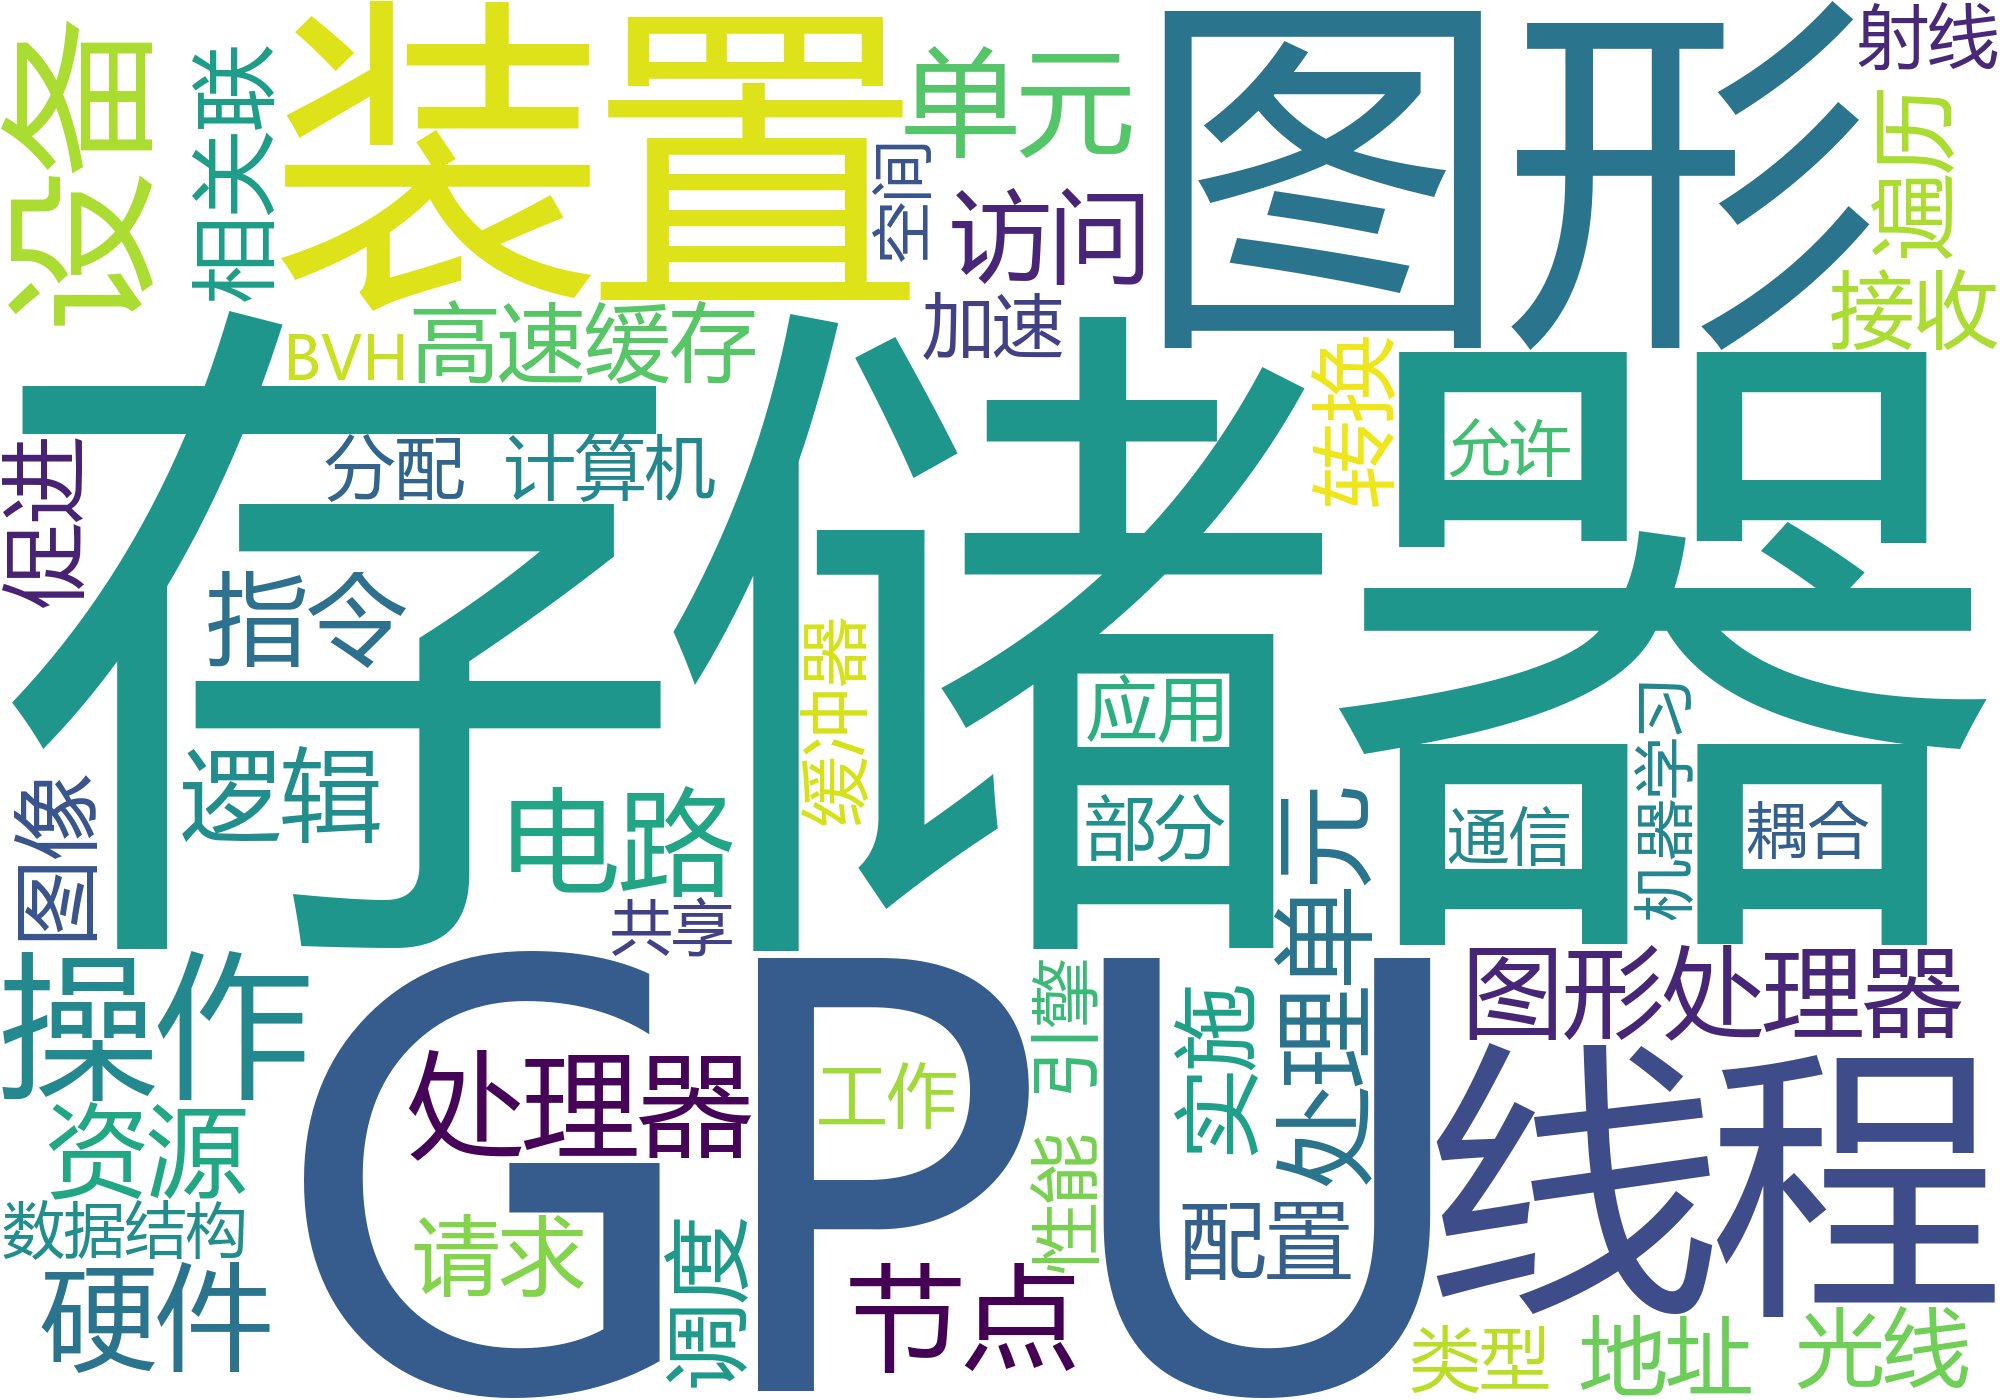 设备
相关联
装置
单元
图形
射线
空间
访问
遍历
加速
接收
BVH
高速缓存
存储器
转换
允许
促进
分配
计算机
指令
缓冲器
应用
机器学习
逻辑
图像
电路
部分
通信
耦合
处理单元
共享
操作
GPU
引擎
图形处理器
实施
处理器
工作
线程
资源
性能
数据结构
请求
调度
配置
硬件
节点
类型
地址
光线